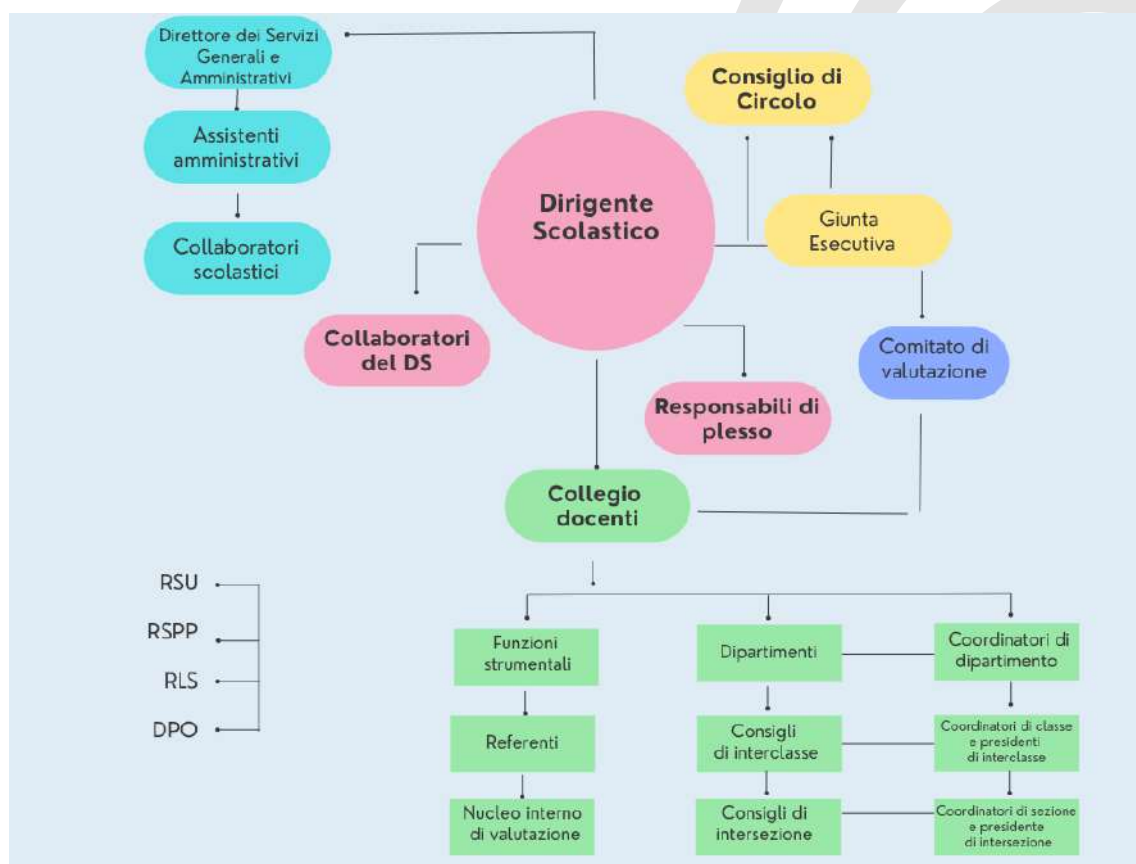 Direttore dei Servizi
Generali e
Amministrativi
Assistenti
amministrativi
Collaboratori
scolastici
Consiglio di
Circolo
Dirigente
Scolastico
Giunta
Esecutiva
Collaboratori
del DS
Comitato di
valutazione
Responsabili di
plesso
Collegio
docenti
RSU
RSPP
RLS
DPO
Funzioni
strumentali
Dipartimenti
Coordinatori di
dipartimento
Referenti
Consigli
di interclasse
Coordinatori di classe
e presidenti
di interclasse
Nucleo interno
di valutazione
Consigli di
intersezione
Coordinatori di sezione
e presidente
di intersezione